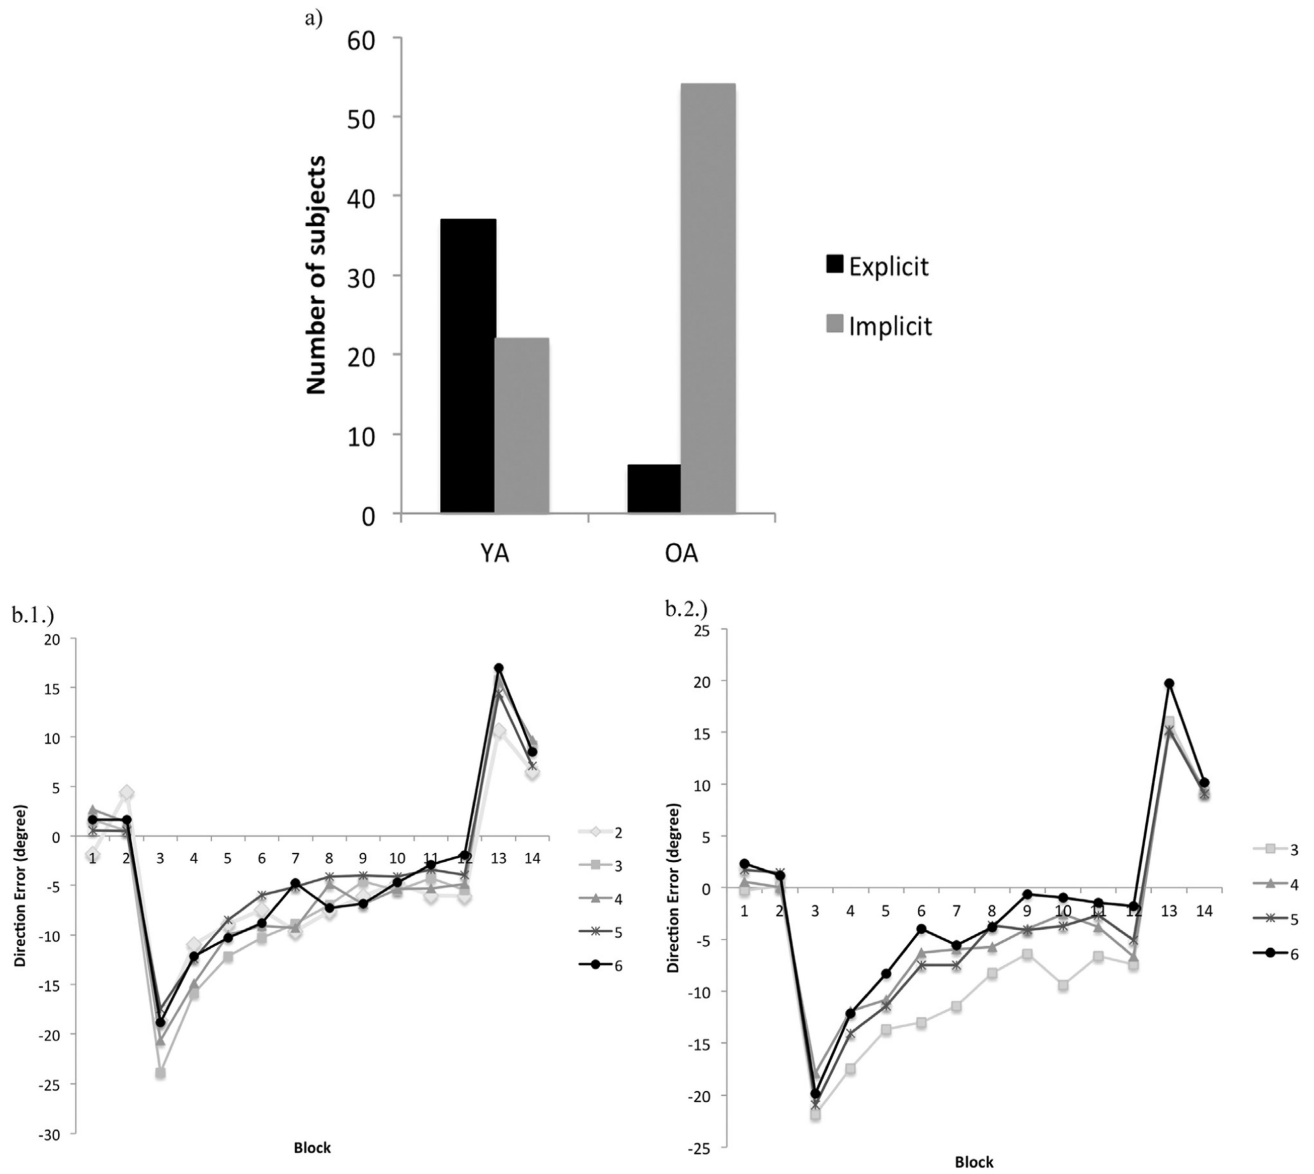 a)
60
50
40
30
20
10
0
Number of subjects
YA OA
Explicit
Implicit
b.1.)
20
15
10
5
0
-5
-10
-15
-20
-25
-30
Direction Error (degree)
1 2 3 4 5 6 7 8 9 10 11 12 13 14
Block
2
3
4
5
6
b.2.)
25
20
15
10
5
0
-5
-10
-15
-20
-25
Direction Error (degree)
1 2 3 4 5 6 7 8 9 10 11 12 13 14
Block
3
4
5
6